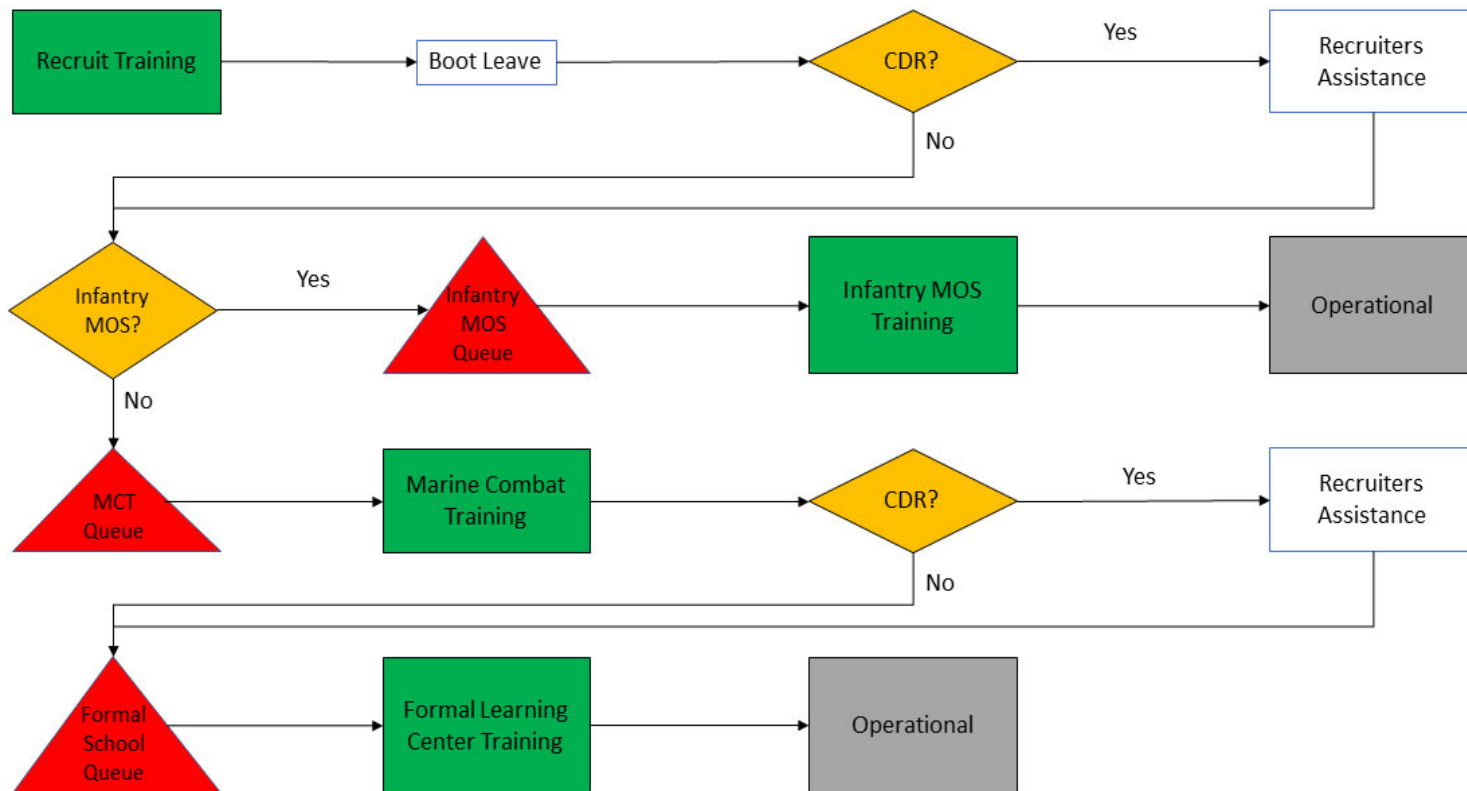 Recruit Training
Boot Leave
CDR?
Yes
Recruiters
Assistance
No
Infantry
MOS?
Yes
Infantry
MOS
Queue
Infantry MOS
Training
Operational
No
MCT
Queue
Marine Combat
Training
CDR?
Yes
Recruiters
Assistance
No
Formal
School
Queue
Formal Learning
Center Training
Operational